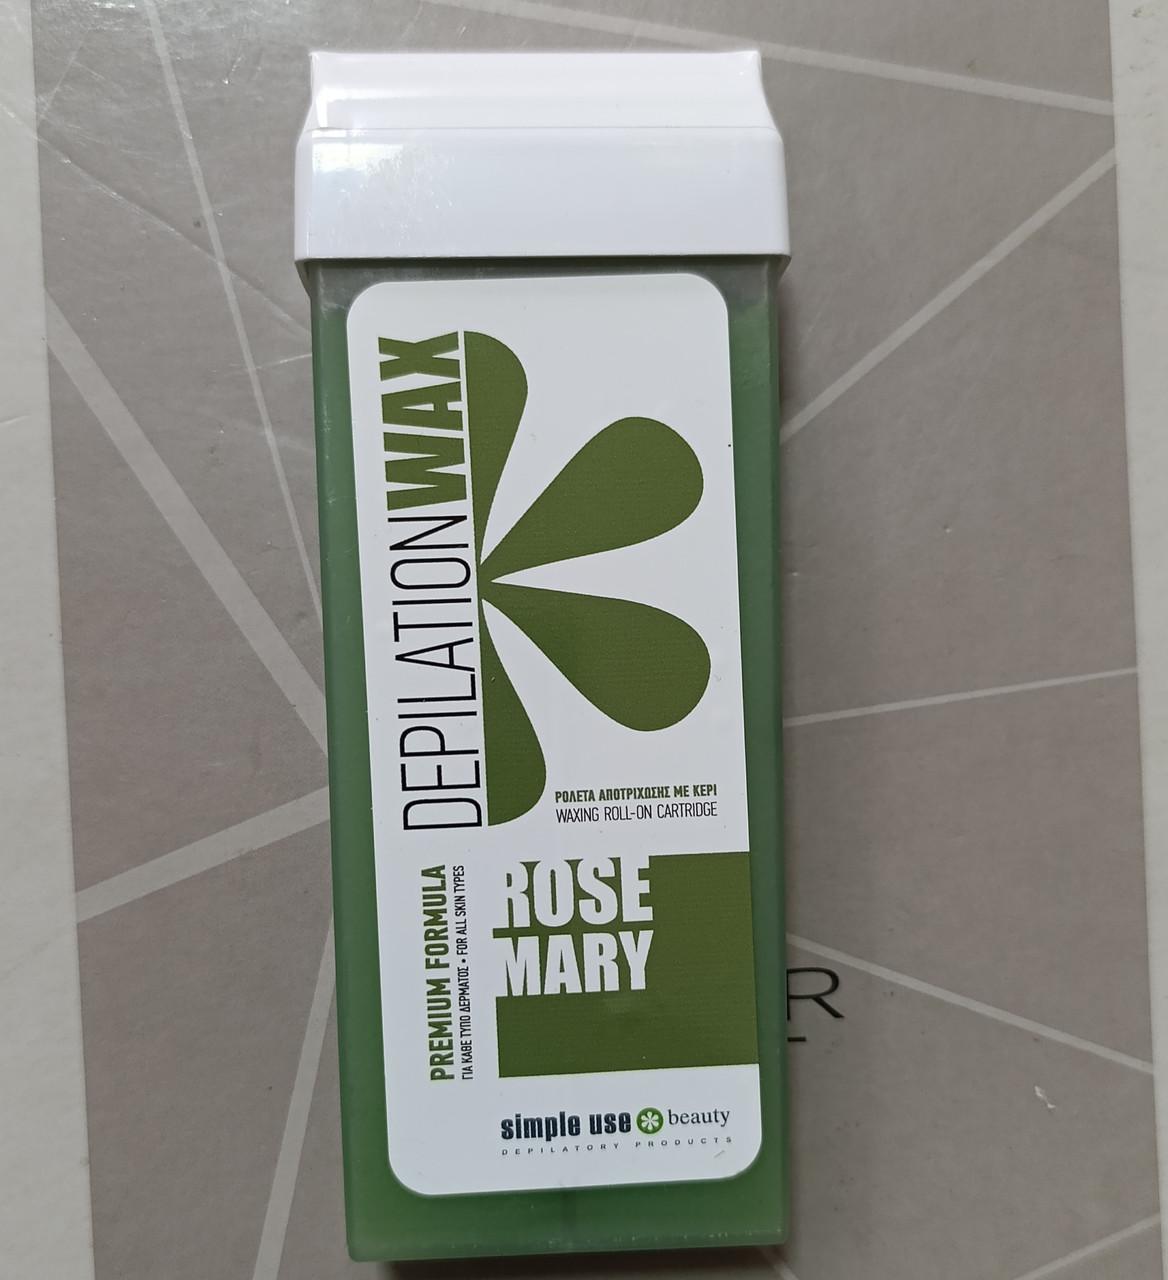 DEPILATIONWAX
ΡΟΛΕΤΑ ΑΠΟΤΡΙΧΩΣΗΣ ΜΕ ΚΕΡΙ
WAXING ROLL-ON CARTRIDGE
PREMIUM FORMULA
ΓΙΑ ΚΑΘΕ ΤΥΠΟ ΔΕΡΜΑΤΟΣ • FOR ALL SKIN TYPES
ROSE
MARY
simple use beauty
DEPILATORY PRODUCTS
R